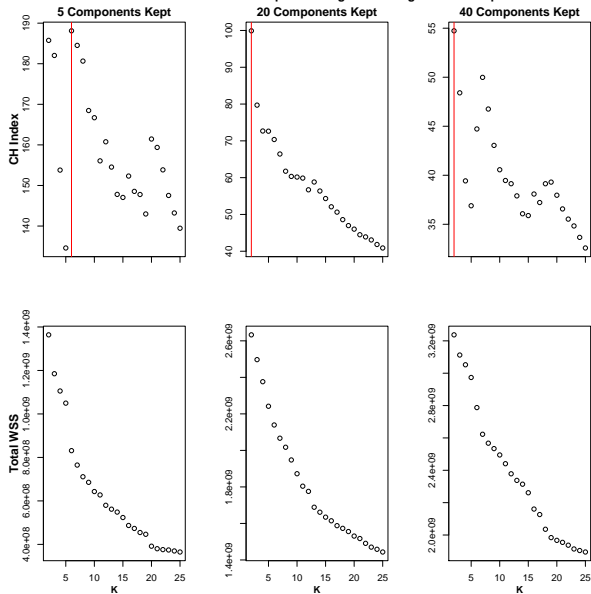 5 Components Kept
20 Components Kept
40 Components Kept
CH Index
190
180
170
160
150
140
100
90
80
70
60
50
40
55
50
45
40
35
Total WSS
1.4e+09
1.2e+09
1.0e+09
8.0e+08
6.0e+08
4.0e+08
2.6e+09
2.2e+09
1.8e+09
1.4e+09
3.2e+09
2.8e+09
2.4e+09
2.0e+09
5 10 15 20 25
5 10 15 20 25
5 10 15 20 25
K
K
K